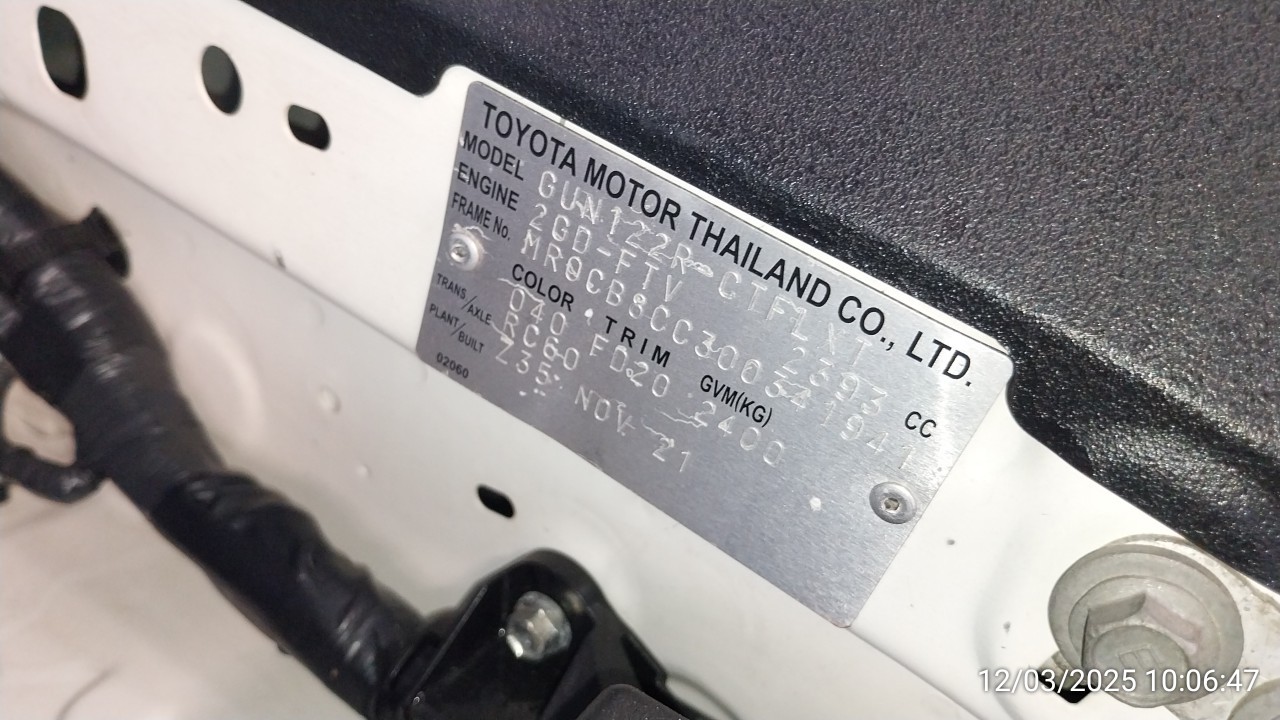 TOYOTA MOTOR THAILAND CO., LTD.
MODEL GUN122R-CTFLXT
ENGINE 2GD-FTV 2393 CC
FRAME No. MR0CB8CC300541941
COLOR TRIM GVM(KG)
040 FD20 2400
TRANS/AXLE RC60
PLANT/BUILT Z35 NOV 21
02060
12/03/2025 10:06:47